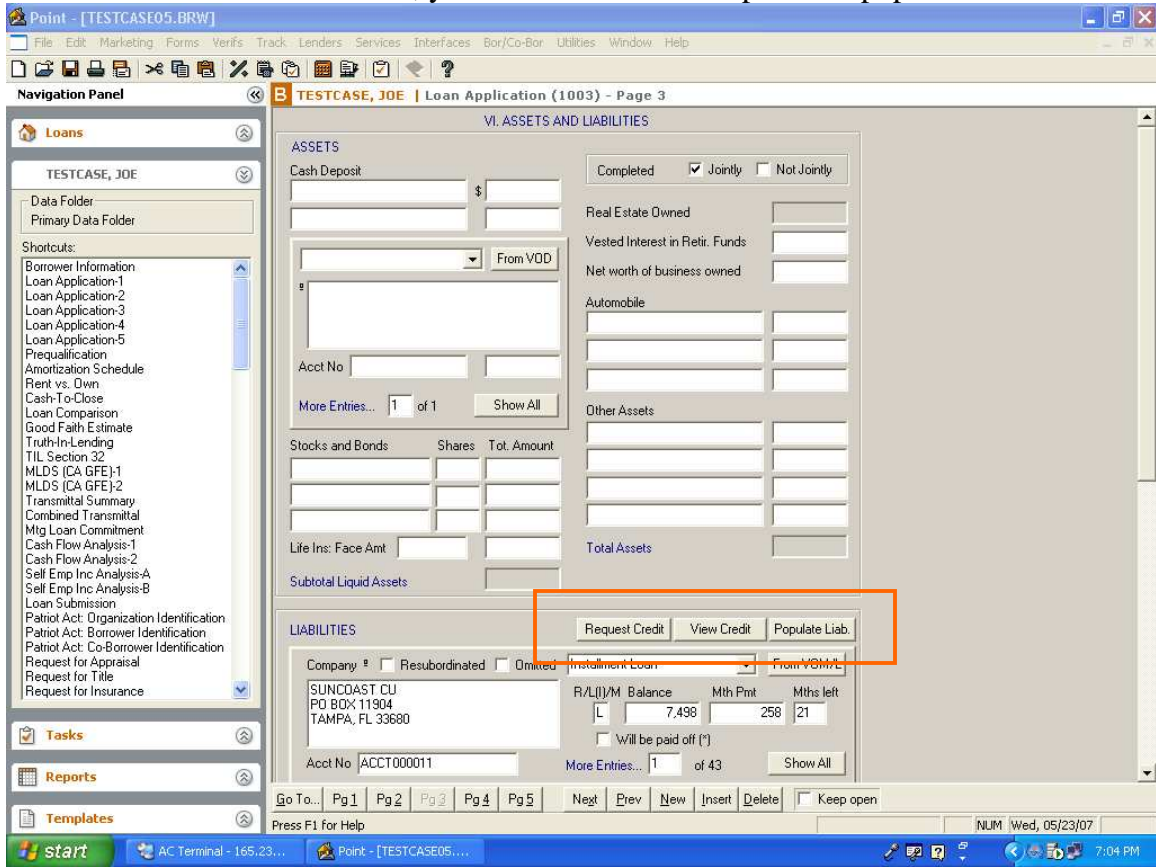 Point - [TESTCASE05.BRW]
File Edit Marketing Forms Verifs Track Lenders Services Interfaces Bor/Co-Bor Utilities Window Help
Navigation Panel
B TESTCASE, JOE | Loan Application (1003) - Page 3
Loans
TESTCASE, JOE
Data Folder
Primary Data Folder
Shortcuts:
Borrower Information
Loan Application-1
Loan Application-2
Loan Application-3
Loan Application-4
Loan Application-5
Prequalification
Amortization Schedule
Rent vs. Own
Cash-To-Close
Loan Comparison
Good Faith Estimate
Truth-In-Lending
TIL Section 32
MLDS (CA GFE)-1
MLDS (CA GFE)-2
Transmittal Summary
Combined Transmittal
Mtg Loan Commitment
Cash Flow Analysis-1
Cash Flow Analysis-2
Self Emp Inc Analysis-A
Self Emp Inc Analysis-B
Loan Submission
Patriot Act: Organization Identification
Patriot Act: Borrower Identification
Patriot Act: Co-Borrower Identification
Request for Appraisal
Request for Title
Request for Insurance
Tasks
Reports
Templates
VI. ASSETS AND LIABILITIES
ASSETS
Cash Deposit
$
Completed Jointly Not Jointly
Real Estate Owned
Vested Interest in Retir. Funds
Net worth of business owned
From VOD
Automobile
Acct No
More Entries... 1 of 1 Show All
Other Assets
Stocks and Bonds Shares Tot. Amount
Life Ins: Face Amt
Total Assets
Subtotal Liquid Assets
LIABILITIES Request Credit View Credit Populate Liab.
Company Resubordinated Omitted Installment Loan From VOM/L
SUNCOAST CU
PO BOX 11904
TAMPA, FL 33680
R/L(I)/M Balance Mth Pmt Mths left
L 7,498 258 21
Will be paid off (*)
Acct No ACCT000011 More Entries... 1 of 43 Show All
Go To... Pg 1 Pg 2 Pg 3 Pg 4 Pg 5 Next Prev New Insert Delete Keep open
Press F1 for Help NUM Wed, 05/23/07
start AC Terminal - 165.23... Point - [TESTCASE05.... 7:04 PM